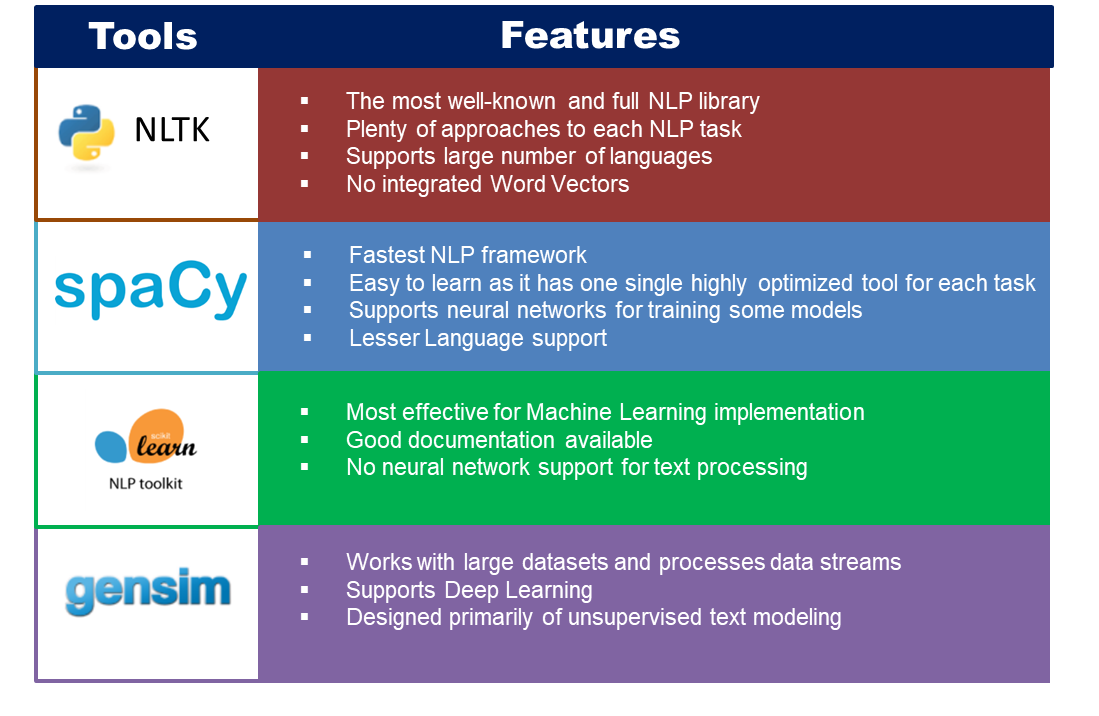 Tools Features
NLTK
▪ The most well-known and full NLP library
▪ Plenty of approaches to each NLP task
▪ Supports large number of languages
▪ No integrated Word Vectors
spaCy
▪ Fastest NLP framework
▪ Easy to learn as it has one single highly optimized tool for each task
▪ Supports neural networks for training some models
▪ Lesser Language support
scikit
learn
NLP toolkit
▪ Most effective for Machine Learning implementation
▪ Good documentation available
▪ No neural network support for text processing
gensim
▪ Works with large datasets and processes data streams
▪ Supports Deep Learning
▪ Designed primarily of unsupervised text modeling